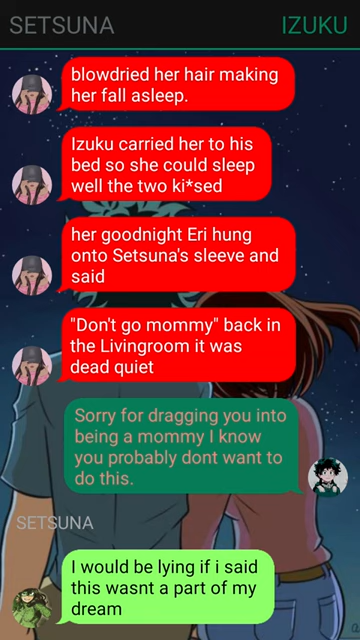 SETSUNA IZUKU
blowdried her hair making
her fall asleep.
Izuku carried her to his
bed so she could sleep
well the two ki*sed
her goodnight Eri hung
onto Setsuna's sleeve and
said
"Don't go mommy" back in
the Livingroom it was
dead quiet
Sorry for dragging you into
being a mommy I know
you probably dont want to
do this.
SETSUNA
I would be lying if i said
this wasnt a part of my
dream